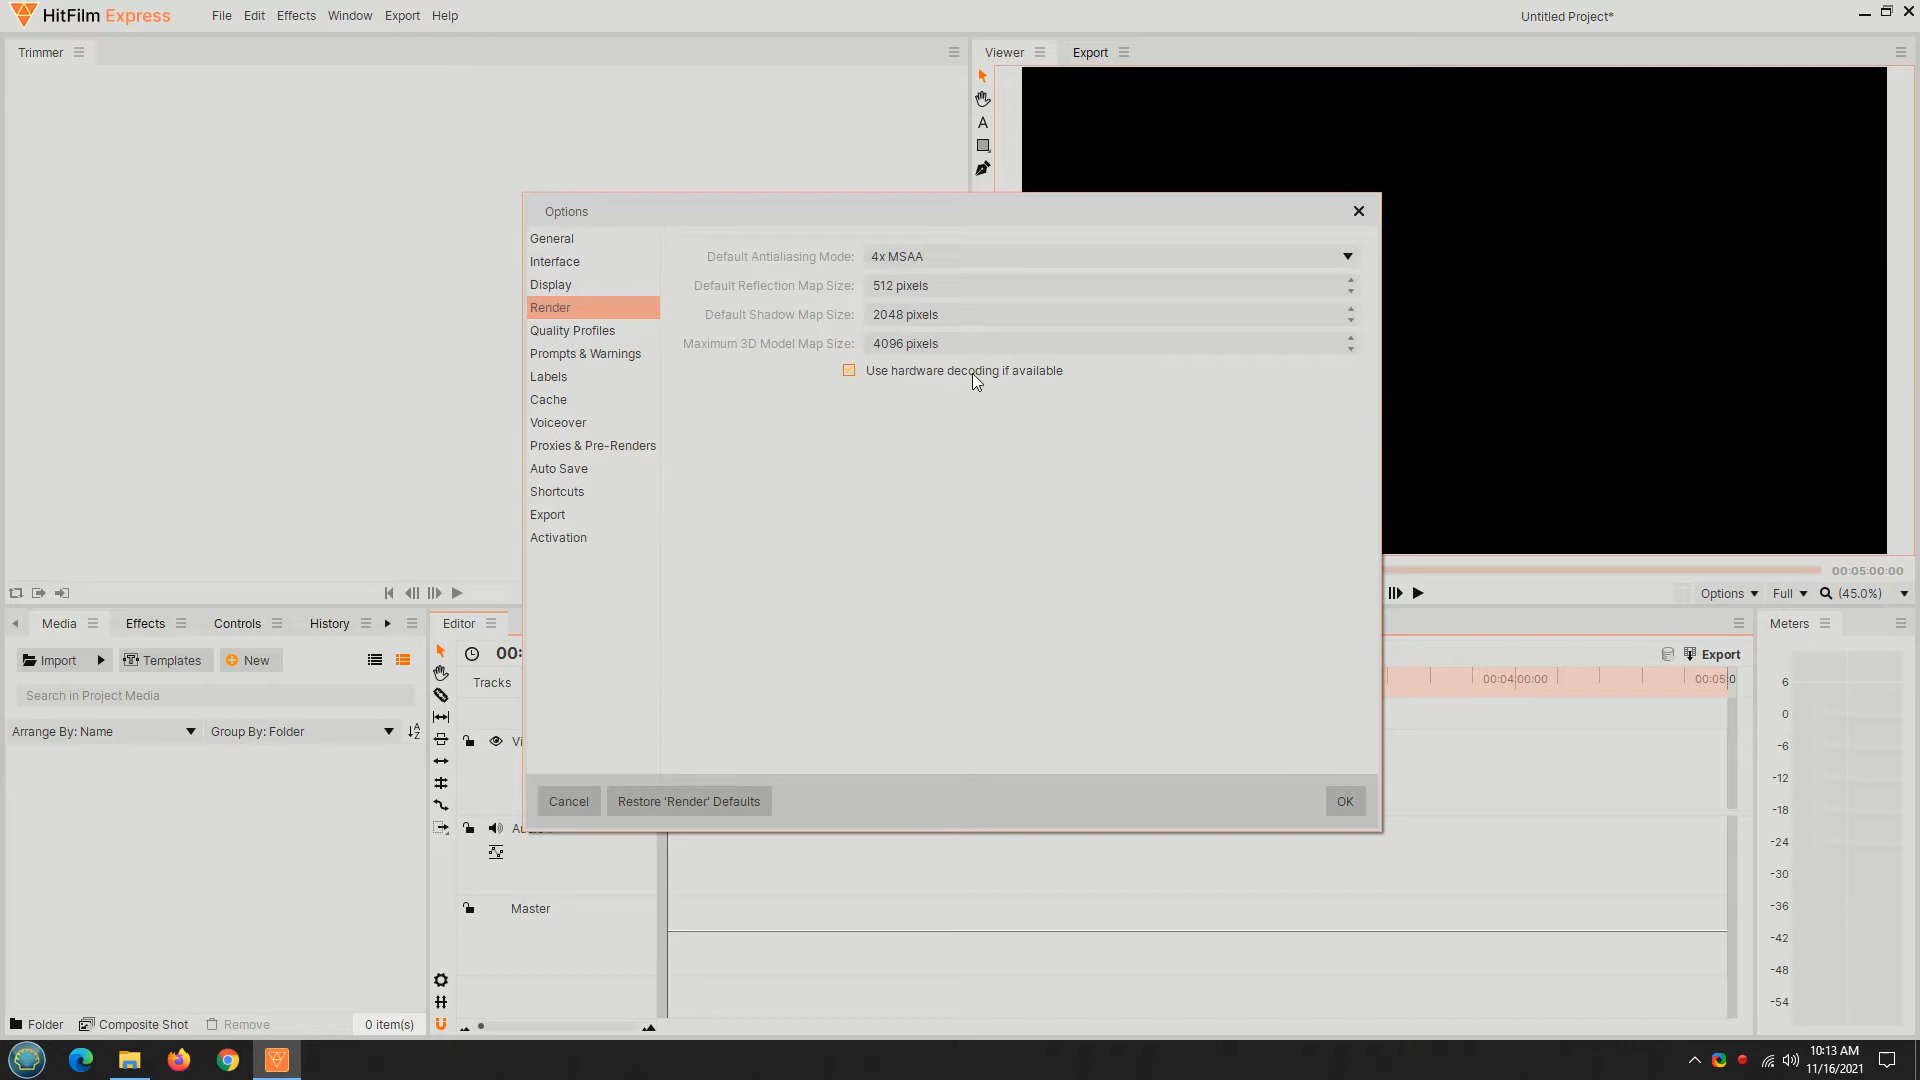 HitFilm Express
File Edit Effects Window Export Help
Untitled Project*
Trimmer
Viewer
Export
A
Options
General
Interface
Display
Render
Quality Profiles
Prompts & Warnings
Labels
Cache
Voiceover
Proxies & Pre-Renders
Auto Save
Shortcuts
Export
Activation
Default Antialiasing Mode: 4x MSAA
Default Reflection Map Size: 512 pixels
Default Shadow Map Size: 2048 pixels
Maximum 3D Model Map Size: 4096 pixels
Use hardware decoding if available
Cancel
Restore 'Render' Defaults
OK
00:05:00:00
Options
Full
(45.0%)
Media
Effects
Controls
History
Import
Templates
New
Search in Project Media
Arrange By: Name
Group By: Folder
Folder
Composite Shot
Remove
0 item(s)
Editor
00:
Tracks
Vi
Master
Export
00:04:00:00
00:05:0
Meters
6
0
-6
-12
-18
-24
-30
-36
-42
-48
-54
10:13 AM
11/16/2021